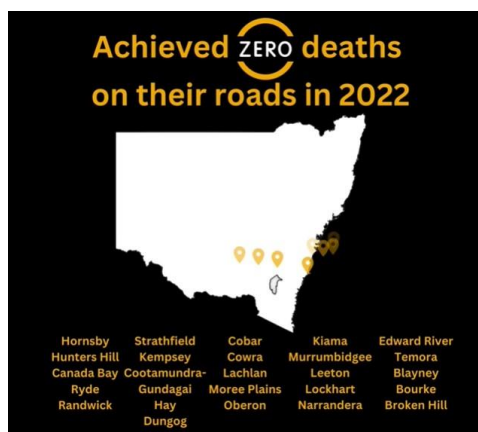 Achieved ZERO deaths
on their roads in 2022
Hornsby
Hunters Hill
Canada Bay
Ryde
Randwick
Strathfield
Kempsey
Cootamundra-
Gundagai
Hay
Dungog
Cobar
Cowra
Lachlan
Moree Plains
Oberon
Kiama
Murrumbidgee
Leeton
Lockhart
Narrandera
Edward River
Temora
Blayney
Bourke
Broken Hill